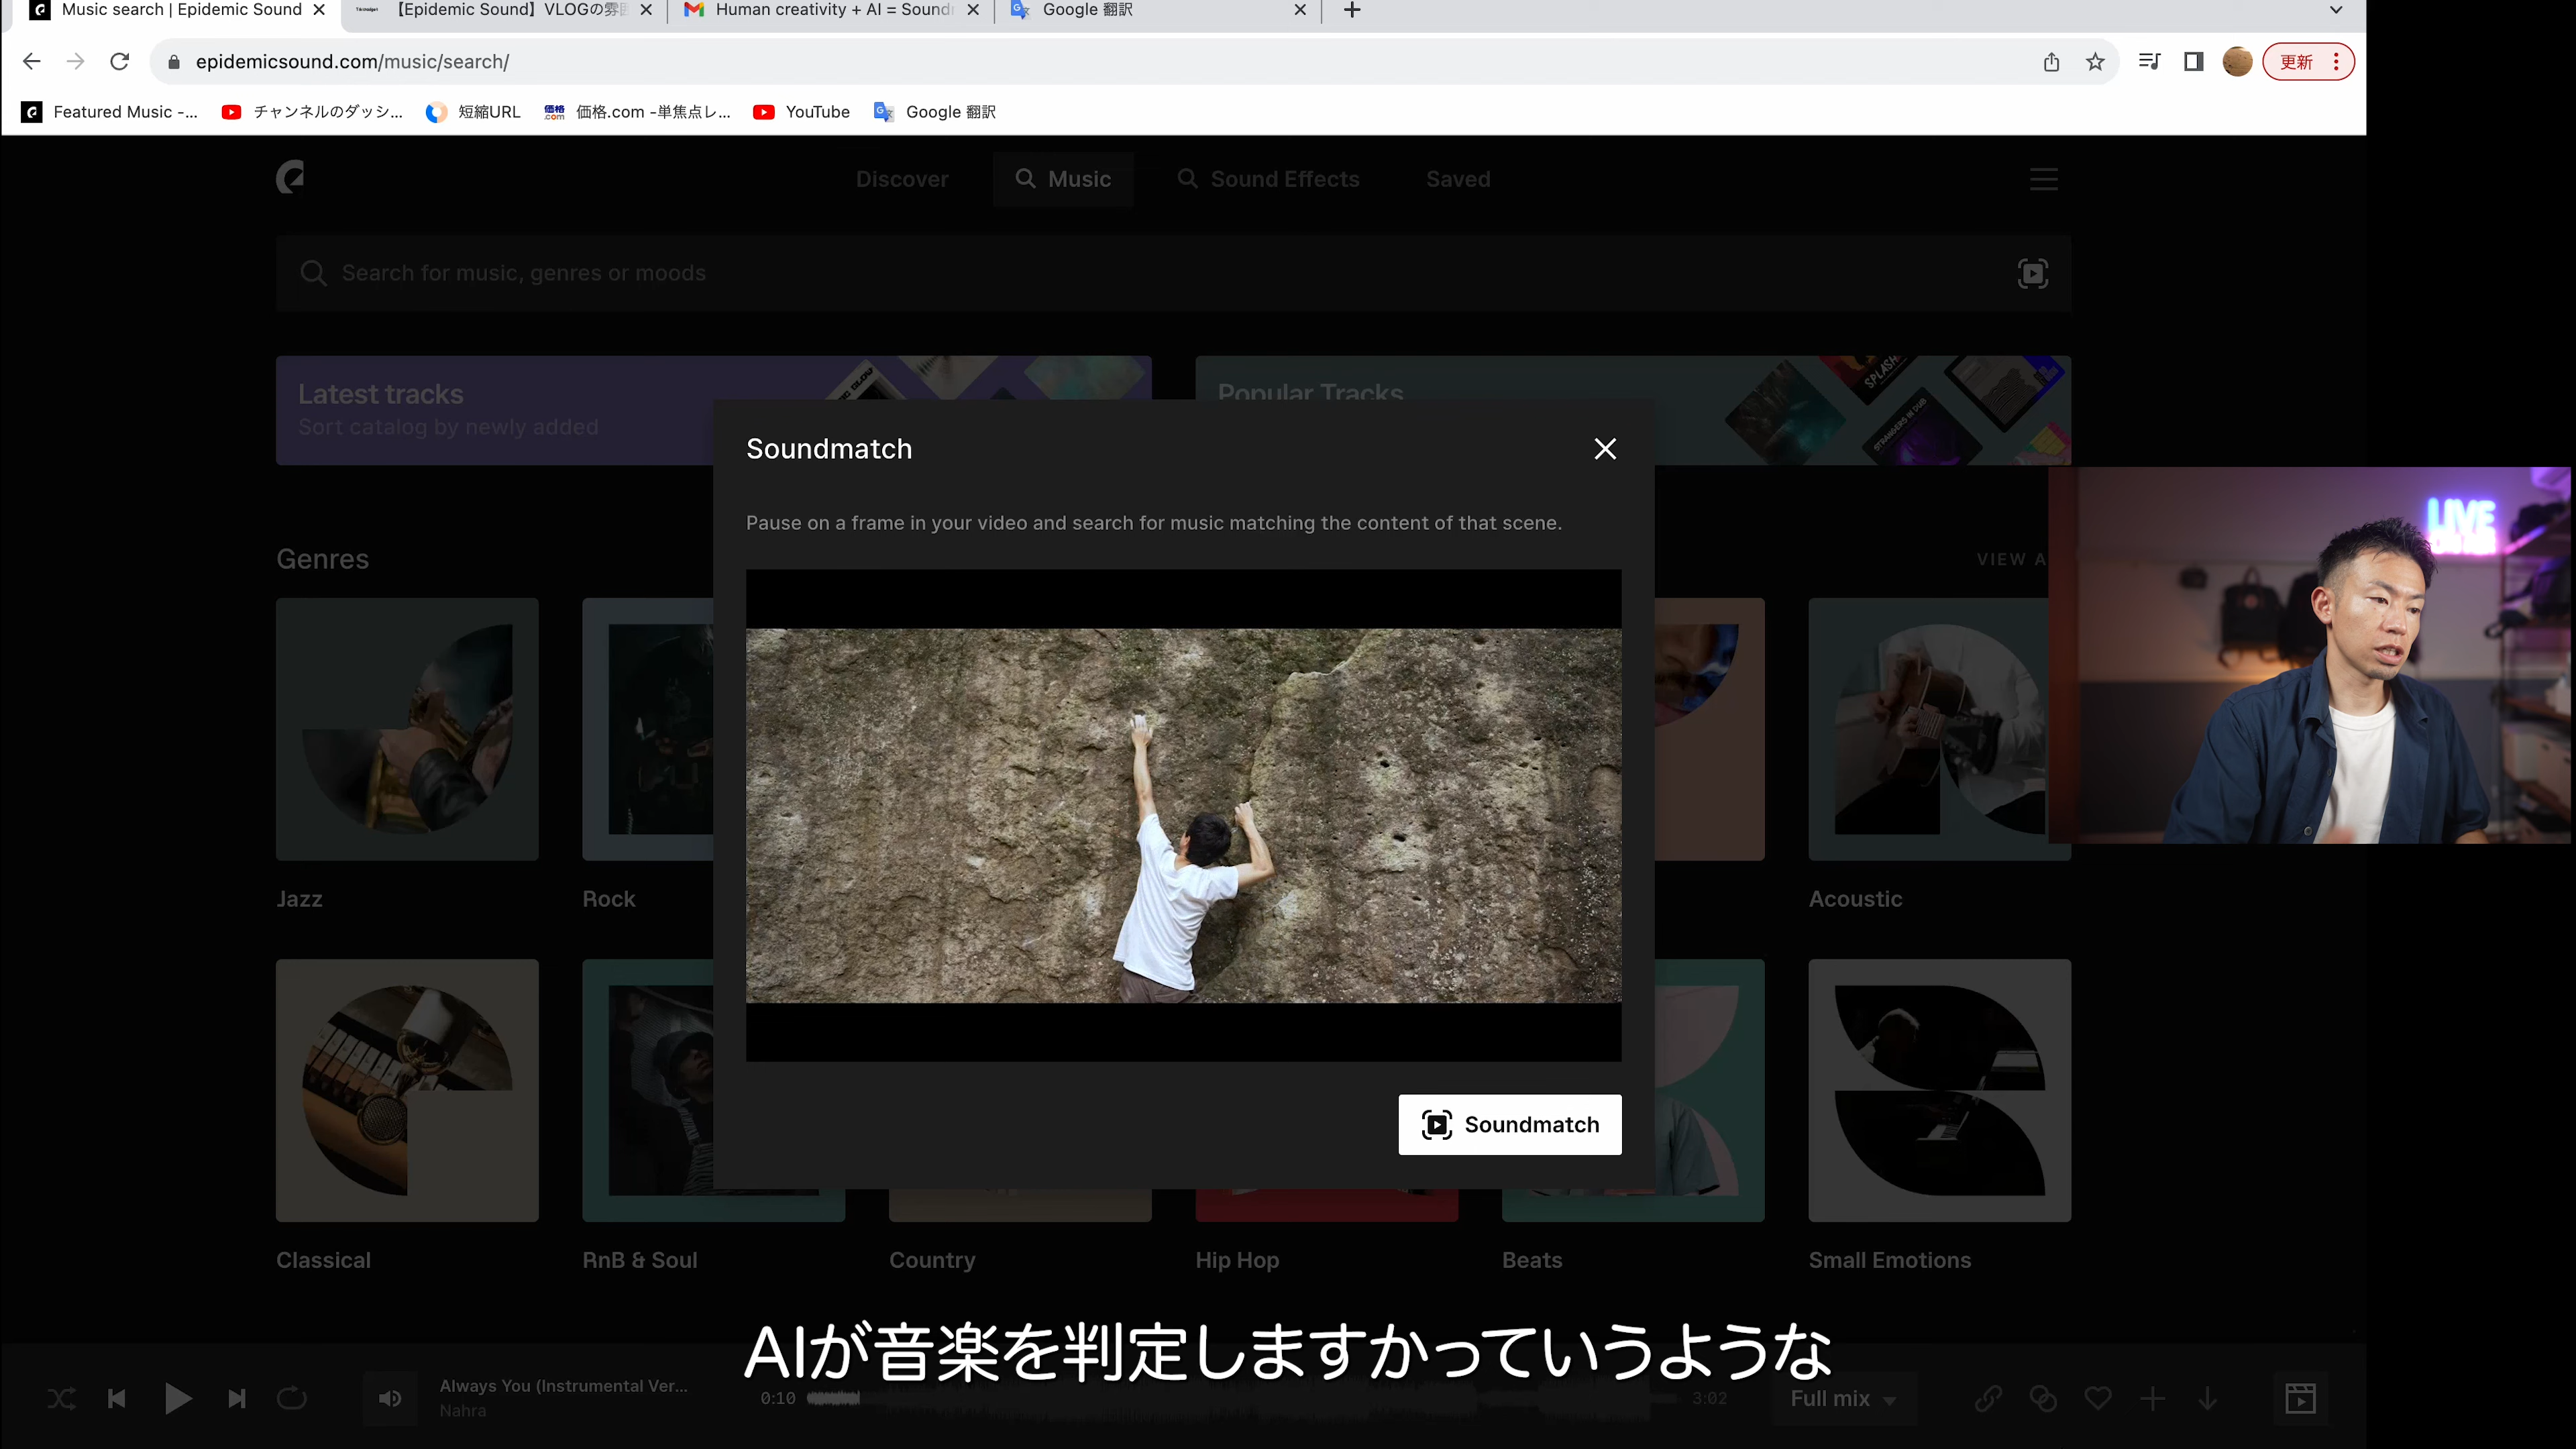 Music search | Epidemic Sound
【Epidemic Sound】VLOGの雰
Human creativity + AI = Sound
Google 翻訳
epidemicsound.com/music/search/
更新
Featured Music -...
チャンネルのダッシ...
短縮URL
価格.com -単焦点レ...
YouTube
Google 翻訳
Discover
Music
Sound Effects
Saved
Search for music, genres or moods
Latest tracks
Sort catalog by newly added
Popular Tracks
SPLASH
STRANGERS IN DUB
Soundmatch
Pause on a frame in your video and search for music matching the content of that scene.
Genres
VIEW A
LIVE
Jazz
Rock
Acoustic
Soundmatch
Classical
RnB & Soul
Country
Hip Hop
Beats
Small Emotions
AIが音楽を判定しますかっていうような
Always You (Instrumental Ver...
Nahra
0:10
3:02
Full mix